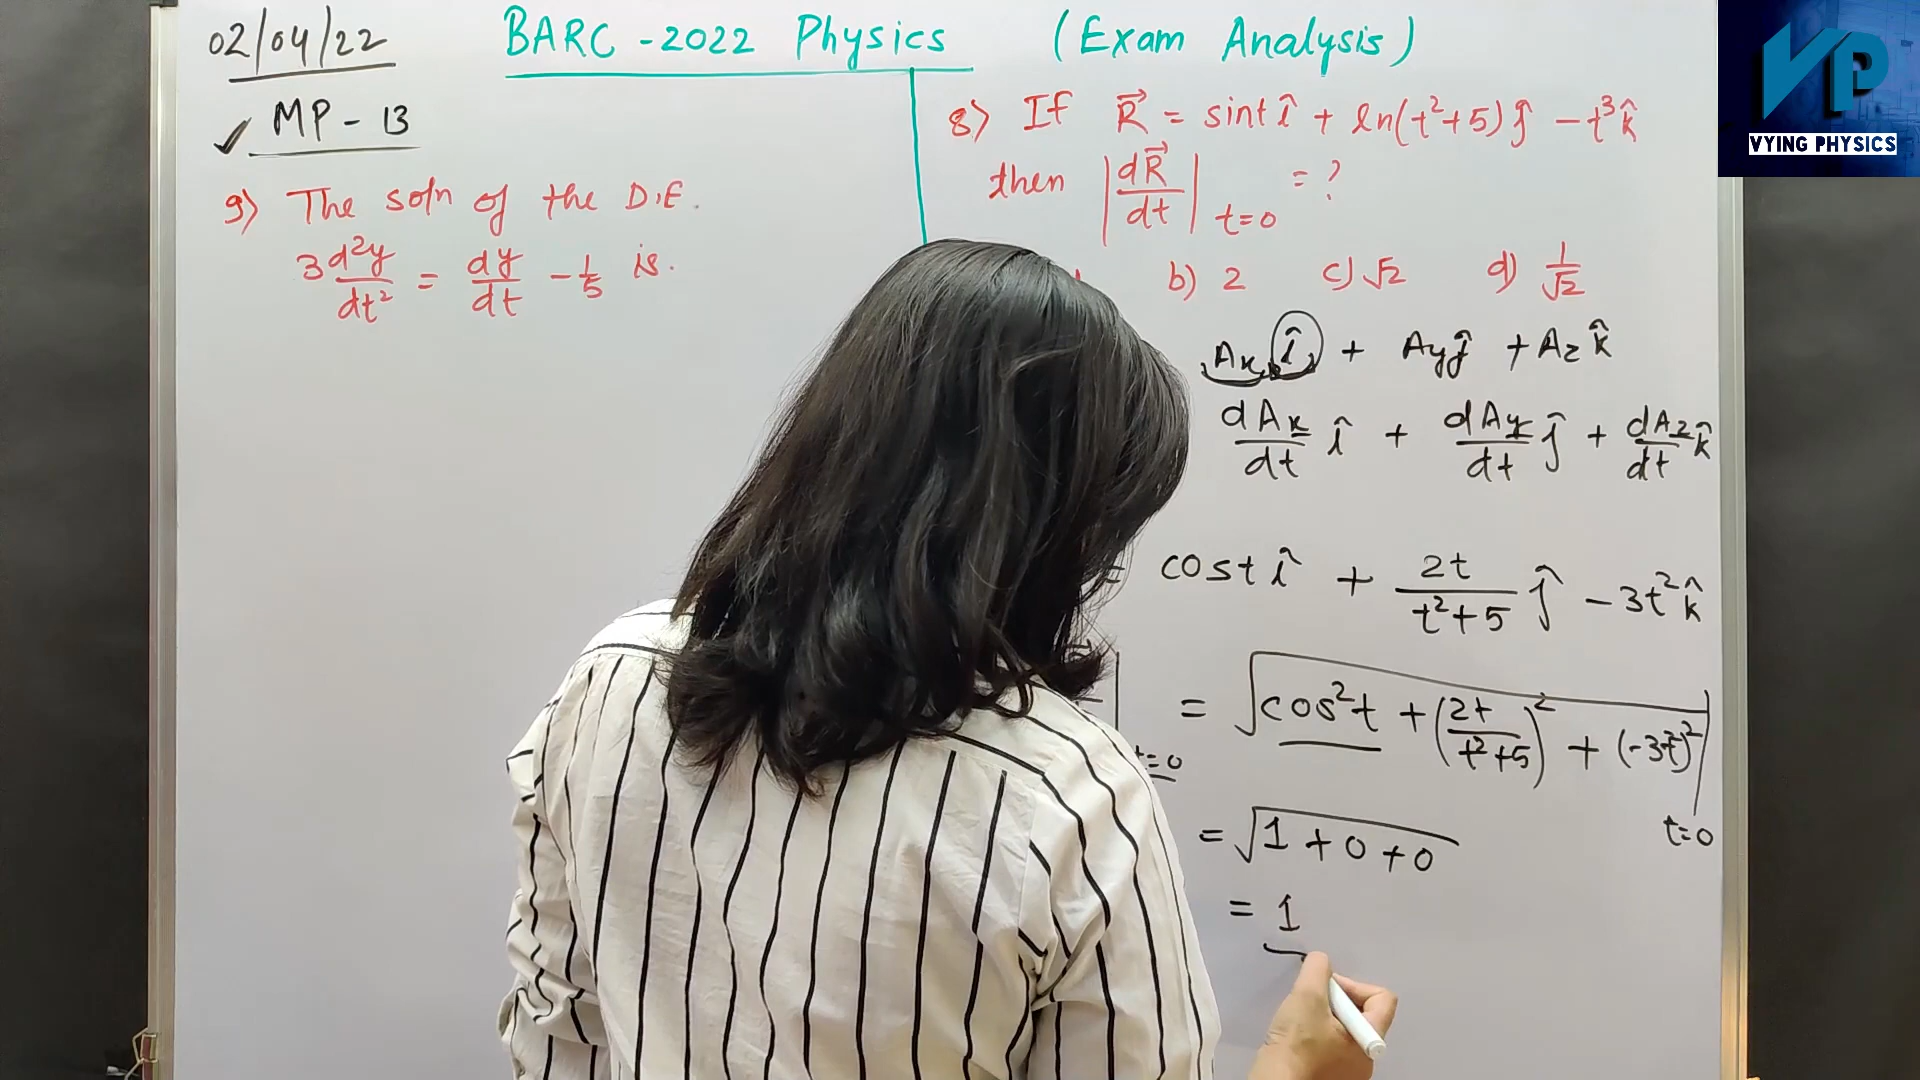 02/04/22
BARC - 2022 Physics (Exam Analysis)
VP
VYING PHYSICS
✓ MP - 13
9) The soln of the D.E.
3 d²y/dt² = dy/dt - 1/5 is.
8) If R⃗ = sint î + ln(t²+5) ĵ - t³ k̂
then |dR⃗/dt| t=0 = ?
b) 2 c) √2 d) 1/√2
Ax î + Ay ĵ + Az k̂
dAx/dt î + dAy/dt ĵ + dAz/dt k̂
= cost î + 2t/(t²+5) ĵ - 3t² k̂
t=0 = √(cos²t + (2t/(t²+5))² + (-3t²)²) t=0
= √(1 + 0 + 0)
= 1